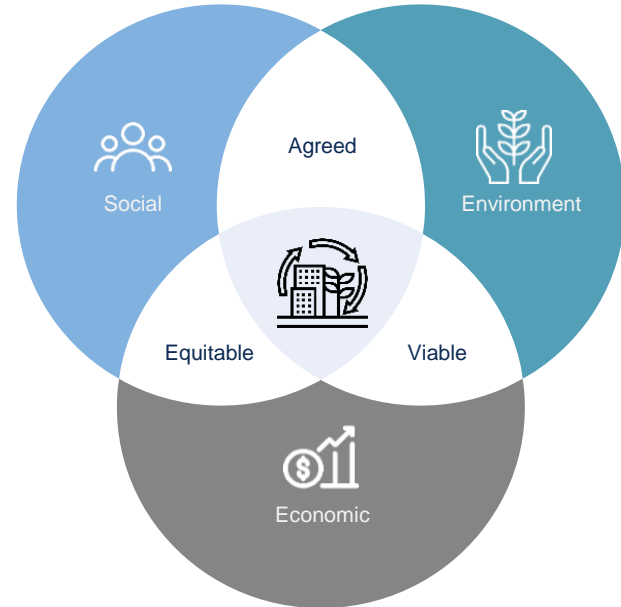 Agreed
Social
Environment
Equitable
Viable
$
Economic